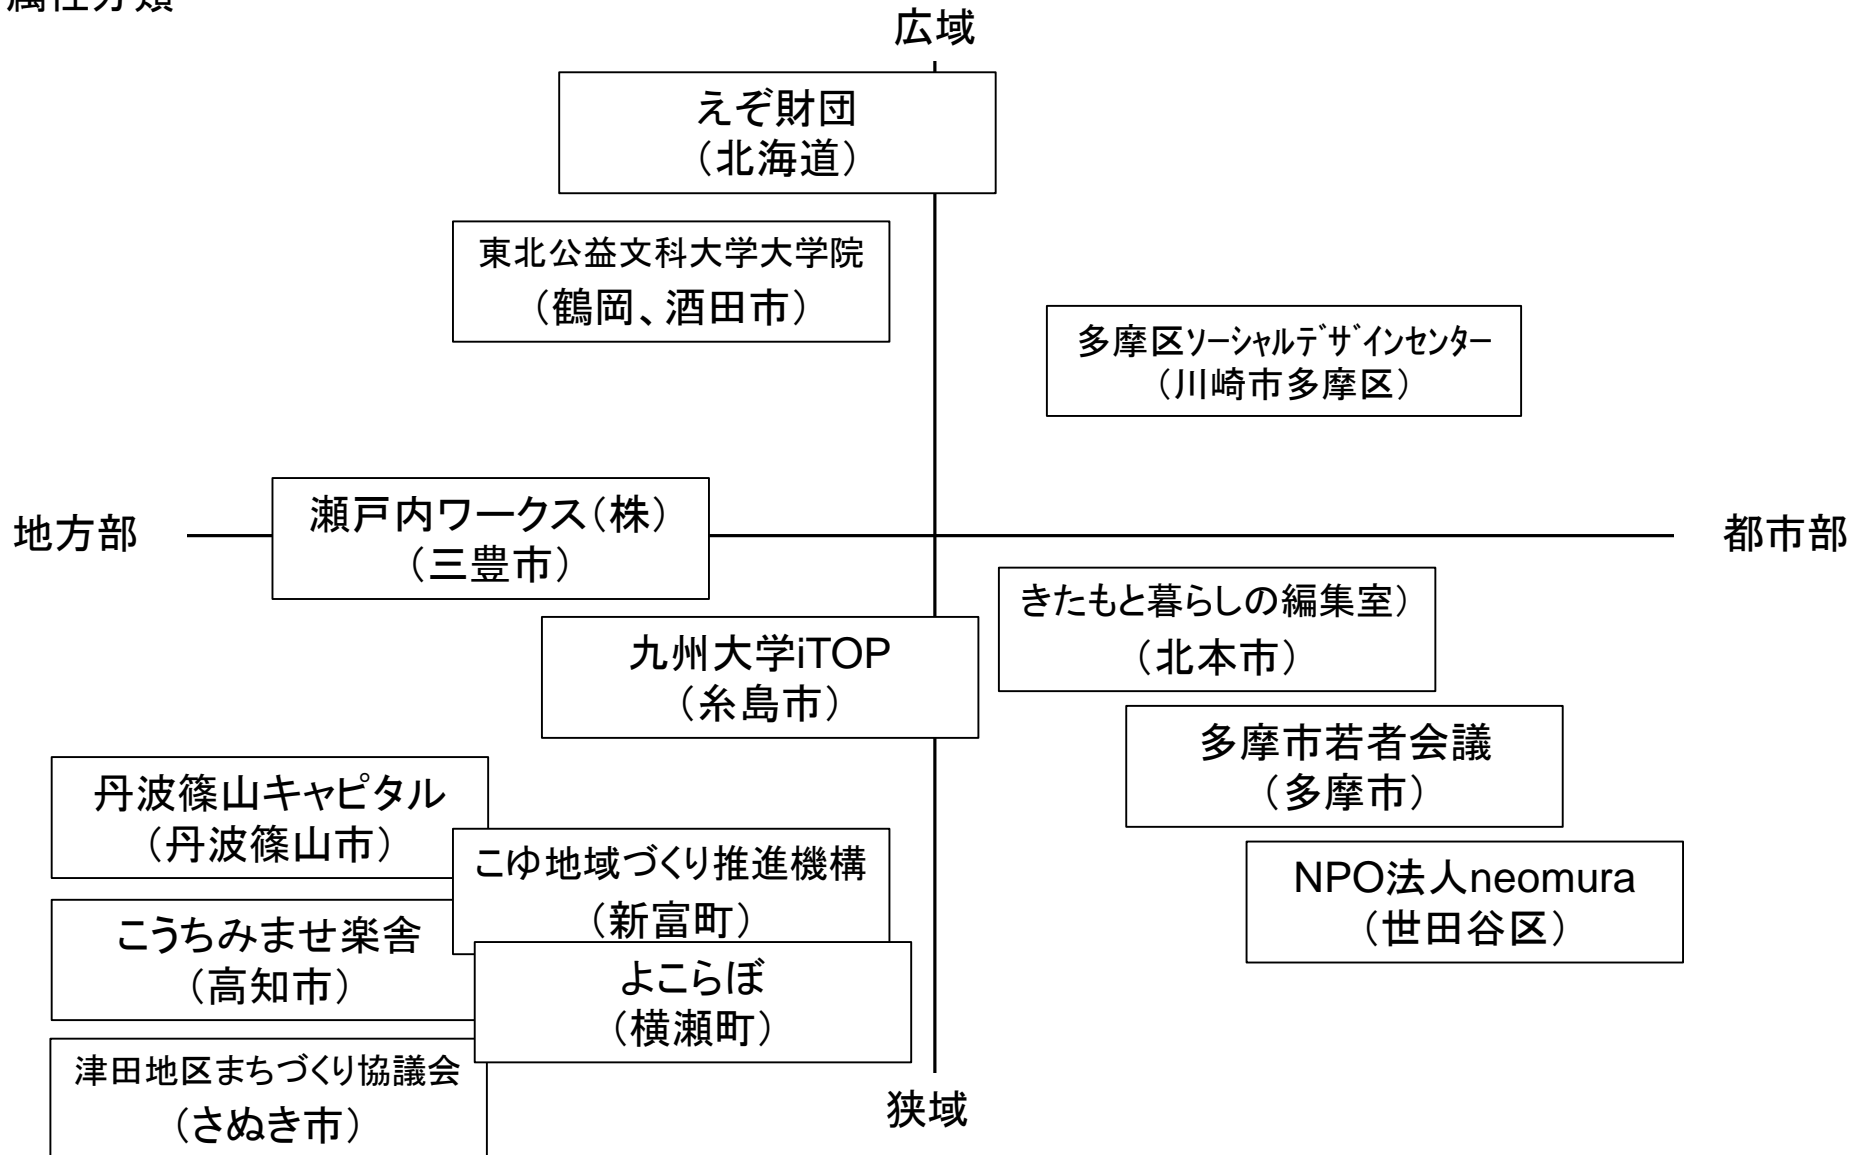 属性分類
広域
えぞ財団
（北海道）
東北公益文科大学大学院
（鶴岡、酒田市）
多摩区ｿｰｼｬﾙﾃﾞｻﾞｲﾝｾﾝﾀｰ
（川崎市多摩区）
地方部
瀬戸内ワークス（株）
（三豊市）
都市部
きたもと暮らしの編集室）
（北本市）
九州大学iTOP
（糸島市）
多摩市若者会議
（多摩市）
丹波篠山キャピタル
（丹波篠山市）
こゆ地域づくり推進機構
（新富町）
NPO法人neomura
（世田谷区）
こうちみませ楽舎
（高知市）
よこらぼ
（横瀬町）
津田地区まちづくり協議会
（さぬき市）
狭域